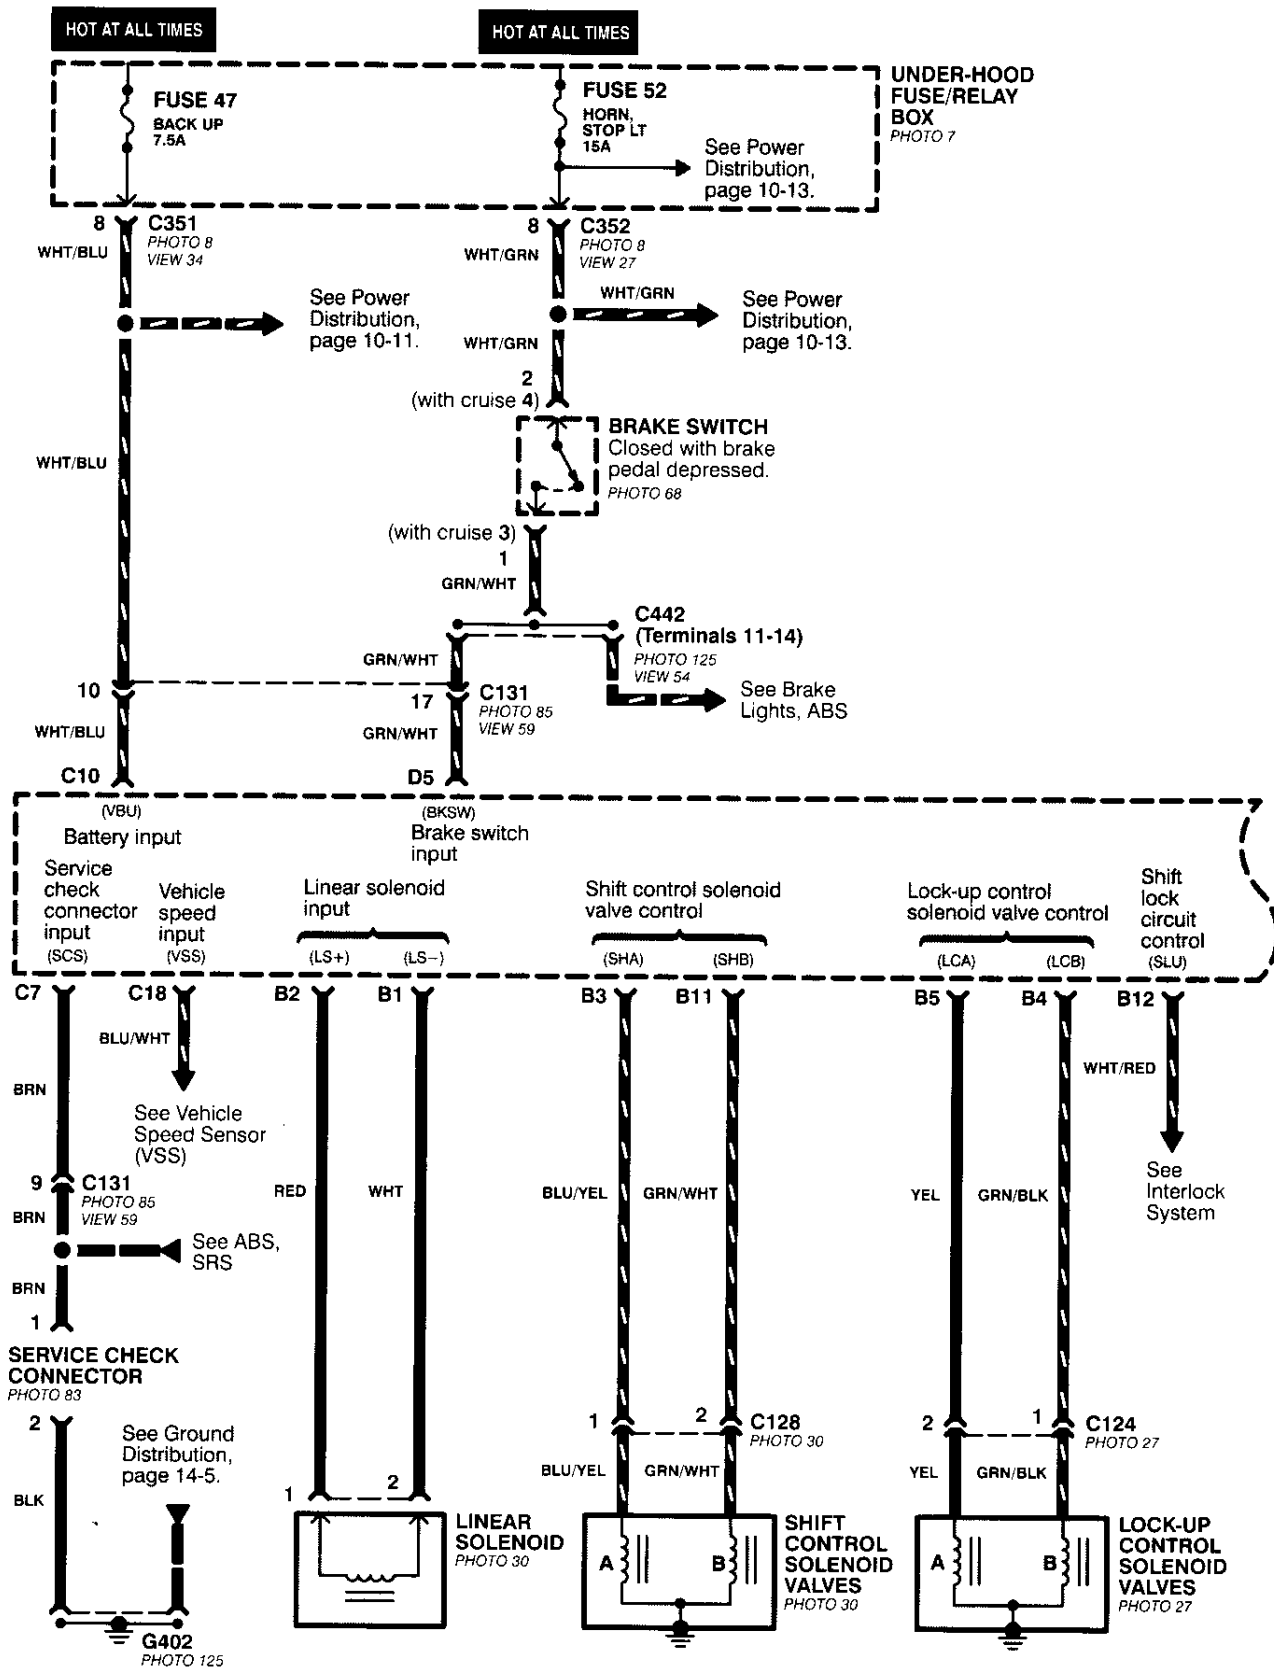 HOT AT ALL TIMES
HOT AT ALL TIMES
UNDER-HOOD
FUSE/RELAY
BOX
PHOTO 7
FUSE 47
BACK UP
7.5A
FUSE 52
HORN,
STOP LT
15A
See Power
Distribution,
page 10-13.
8
C351
PHOTO 8
VIEW 34
WHT/BLU
8
C352
PHOTO 8
VIEW 27
WHT/GRN
See Power
Distribution,
page 10-11.
WHT/GRN
See Power
Distribution,
page 10-13.
WHT/GRN
2
(with cruise 4)
BRAKE SWITCH
Closed with brake
pedal depressed.
PHOTO 68
WHT/BLU
(with cruise 3)
1
GRN/WHT
C442
(Terminals 11-14)
PHOTO 125
VIEW 54
GRN/WHT
See Brake
Lights, ABS
10
17
C131
PHOTO 85
VIEW 59
WHT/BLU
GRN/WHT
C10
D5
(VBU)
Battery input
(BKSW)
Brake switch
input
Service
check
connector
input
(SCS)
Vehicle
speed
input
(VSS)
Linear solenoid
input
(LS+)
(LS−)
Shift control solenoid
valve control
(SHA)
(SHB)
Lock-up control
solenoid valve control
(LCA)
(LCB)
Shift
lock
circuit
control
(SLU)
C7
C18
B2
B1
B3
B11
B5
B4
B12
BLU/WHT
BRN
WHT/RED
See Vehicle
Speed Sensor
(VSS)
See
Interlock
System
9
C131
PHOTO 85
VIEW 59
RED
WHT
BLU/YEL
GRN/WHT
YEL
GRN/BLK
BRN
See ABS,
SRS
BRN
1
SERVICE CHECK
CONNECTOR
PHOTO 83
2
See Ground
Distribution,
page 14-5.
BLK
G402
PHOTO 125
1
2
LINEAR
SOLENOID
PHOTO 30
1
2
C128
PHOTO 30
BLU/YEL
GRN/WHT
A
B
SHIFT
CONTROL
SOLENOID
VALVES
PHOTO 30
2
1
C124
PHOTO 27
YEL
GRN/BLK
A
B
LOCK-UP
CONTROL
SOLENOID
VALVES
PHOTO 27